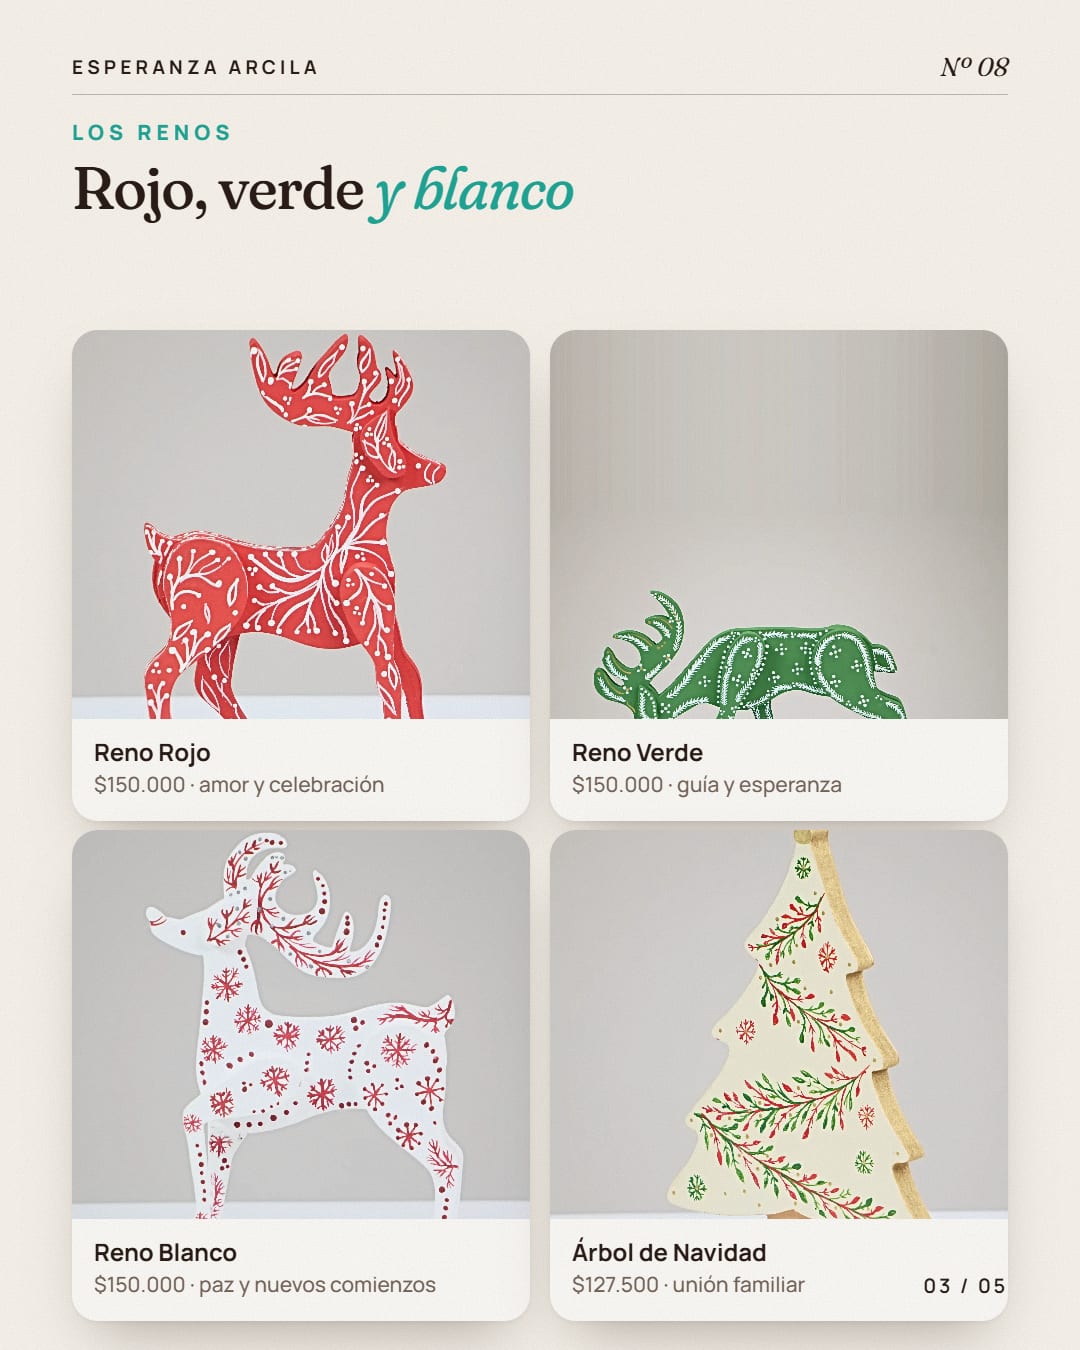 ESPERANZA ARCILA
Nº 08
LOS RENOS
Rojo, verde y blanco
Reno Rojo
$150.000 · amor y celebración
Reno Verde
$150.000 · guía y esperanza
Reno Blanco
$150.000 · paz y nuevos comienzos
Árbol de Navidad
$127.500 · unión familiar
03 / 05